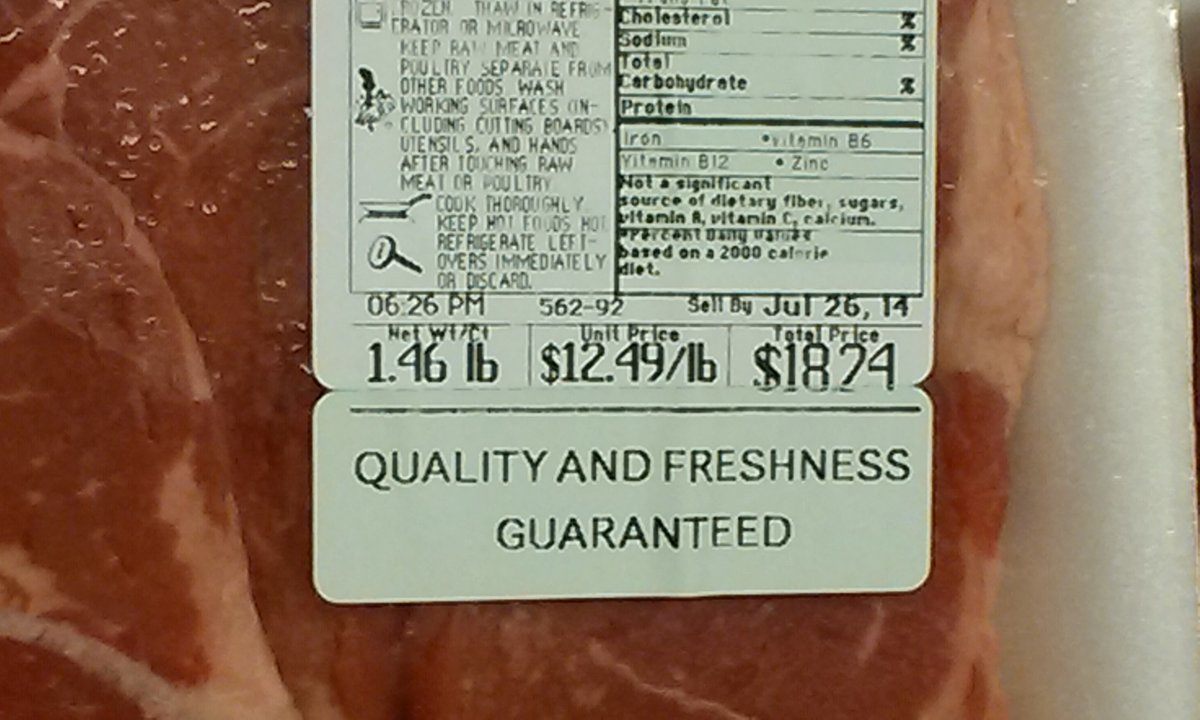 FROZEN. THAW IN REFRIG-
ERATOR OR MICROWAVE
KEEP RAW MEAT AND
POULTRY SEPARATE FROM
OTHER FOODS. WASH
WORKING SURFACES (IN-
CLUDING CUTTING BOARDS)
UTENSILS, AND HANDS
AFTER TOUCHING RAW
MEAT OR POULTRY
COOK THOROUGHLY
KEEP HOT FOODS HOT
REFRIGERATE LEFT-
OVERS IMMEDIATELY
OR DISCARD.
Cholesterol %
Sodium %
Total
Carbohydrate %
Protein
Iron •vitamin B6
Vitamin B12 • Zinc
Not a significant
source of dietary fiber, sugars,
vitamin A, vitamin C, calcium.
*Percent Daily Values
based on a 2000 calorie
diet.
06:26 PM 562-92 Sell By Jul 26, 14
Net Wt/Ct Unit Price Total Price
1.46 lb $12.49/lb $18.24
QUALITY AND FRESHNESS
GUARANTEED